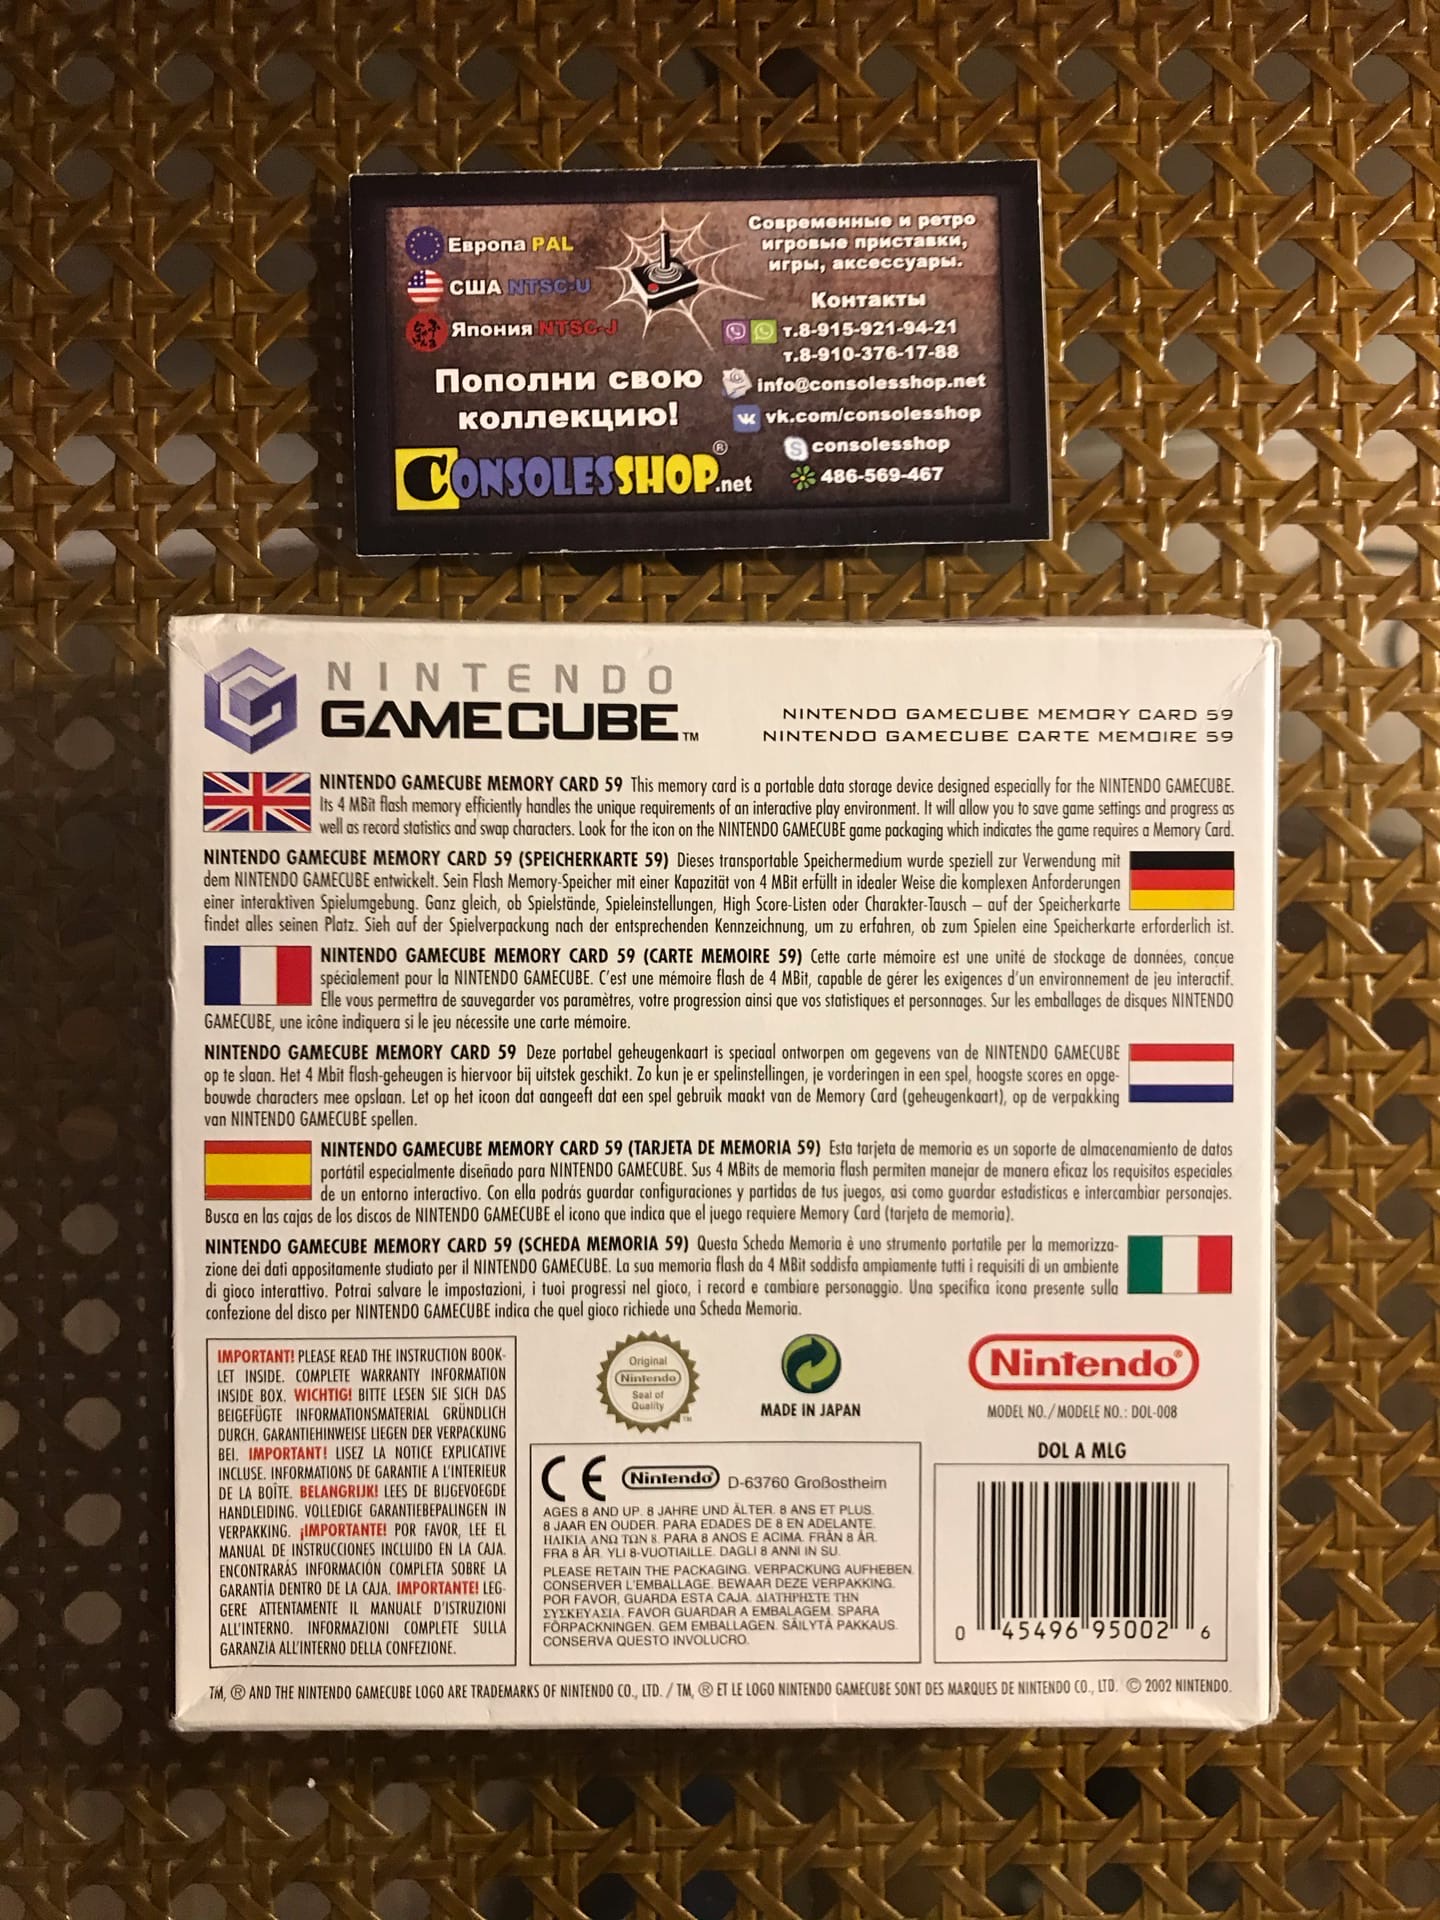 Европа PAL
США NTSC-U
Япония NTSC-J
Пополни свою
коллекцию!
CONSOLESSHOP.net
®
Современные и ретро
игровые приставки,
игры, аксессуары.
Контакты
т.8-915-921-94-21
т.8-910-376-17-88
info@consolesshop.net
vk.com/consolesshop
consolesshop
486-569-467
NINTENDO
GAMECUBE™
NINTENDO GAMECUBE MEMORY CARD 59
NINTENDO GAMECUBE CARTE MEMOIRE 59
NINTENDO GAMECUBE MEMORY CARD 59 This memory card is a portable data storage device designed especially for the NINTENDO GAMECUBE.
Its 4 MBit flash memory efficiently handles the unique requirements of an interactive play environment. It will allow you to save game settings and progress as
well as record statistics and swap characters. Look for the icon on the NINTENDO GAMECUBE game packaging which indicates the game requires a Memory Card.
NINTENDO GAMECUBE MEMORY CARD 59 (SPEICHERKARTE 59) Dieses transportable Speichermedium wurde speziell zur Verwendung mit
dem NINTENDO GAMECUBE entwickelt. Sein Flash Memory-Speicher mit einer Kapazität von 4 MBit erfüllt in idealer Weise die komplexen Anforderungen
einer interaktiven Spielumgebung. Ganz gleich, ob Spielstände, Spieleinstellungen, High Score-Listen oder Charakter-Tausch – auf der Speicherkarte
findet alles seinen Platz. Sieh auf der Spielverpackung nach der entsprechenden Kennzeichnung, um zu erfahren, ob zum Spielen eine Speicherkarte erforderlich ist.
NINTENDO GAMECUBE MEMORY CARD 59 (CARTE MEMOIRE 59) Cette carte mémoire est une unité de stockage de données, conçue
spécialement pour la NINTENDO GAMECUBE. C'est une mémoire flash de 4 MBit, capable de gérer les exigences d'un environnement de jeu interactif.
Elle vous permettra de sauvegarder vos paramètres, votre progression ainsi que vos statistiques et personnages. Sur les emballages de disques NINTENDO
GAMECUBE, une icône indiquera si le jeu nécessite une carte mémoire.
NINTENDO GAMECUBE MEMORY CARD 59 Deze portabel geheugenkaart is speciaal ontworpen om gegevens van de NINTENDO GAMECUBE
op te slaan. Het 4 Mbit flash-geheugen is hiervoor bij uitstek geschikt. Zo kun je er spelinstellingen, je vorderingen in een spel, hoogste scores en opge-
bouwde characters mee opslaan. Let op het icoon dat aangeeft dat een spel gebruik maakt van de Memory Card (geheugenkaart), op de verpakking
van NINTENDO GAMECUBE spellen.
NINTENDO GAMECUBE MEMORY CARD 59 (TARJETA DE MEMORIA 59) Esta tarjeta de memoria es un soporte de almacenamiento de datos
portátil especialmente diseñado para NINTENDO GAMECUBE. Sus 4 MBits de memoria flash permiten manejar de manera eficaz los requisitos especiales
de un entorno interactivo. Con ella podrás guardar configuraciones y partidas de tus juegos, asi como guardar estadísticas e intercambiar personajes.
Busca en las cajas de los discos de NINTENDO GAMECUBE el icono que indica que el juego requiere Memory Card (tarjeta de memoria).
NINTENDO GAMECUBE MEMORY CARD 59 (SCHEDA MEMORIA 59) Questa Scheda Memoria è uno strumento portatile per la memorizza-
zione dei dati appositamente studiato per il NINTENDO GAMECUBE. La sua memoria flash da 4 MBit soddisfa ampiamente tutti i requisiti di un ambiente
di gioco interattivo. Potrai salvare le impostazioni, i tuoi progressi nel gioco, i record e cambiare personaggio. Una specifica icona presente sulla
confezione del disco per NINTENDO GAMECUBE indica che quel gioco richiede una Scheda Memoria.
IMPORTANT! PLEASE READ THE INSTRUCTION BOOK-
LET INSIDE. COMPLETE WARRANTY INFORMATION
INSIDE BOX. WICHTIG! BITTE LESEN SIE SICH DAS
BEIGEFÜGTE INFORMATIONSMATERIAL GRÜNDLICH
DURCH. GARANTIEHINWEISE LIEGEN DER VERPACKUNG
BEI. IMPORTANT! LISEZ LA NOTICE EXPLICATIVE
INCLUSE. INFORMATIONS DE GARANTIE A L'INTERIEUR
DE LA BOÎTE. BELANGRIJK! LEES DE BIJGEVOEGDE
HANDLEIDING. VOLLEDIGE GARANTIEBEPALINGEN IN
VERPAKKING. ¡IMPORTANTE! POR FAVOR, LEE EL
MANUAL DE INSTRUCCIONES INCLUIDO EN LA CAJA.
ENCONTRARÁS INFORMACIÓN COMPLETA SOBRE LA
GARANTÍA DENTRO DE LA CAJA. IMPORTANTE! LEG-
GERE ATTENTAMENTE IL MANUALE D'ISTRUZIONI
ALL'INTERNO. INFORMAZIONI COMPLETE SULLA
GARANZIA ALL'INTERNO DELLA CONFEZIONE.
Original
Nintendo
Seal of
Quality
™
MADE IN JAPAN
Nintendo®
MODEL NO./MODELE NO.: DOL-008
CE Nintendo D-63760 Großostheim
AGES 8 AND UP. 8 JAHRE UND ÄLTER. 8 ANS ET PLUS.
8 JAAR EN OUDER. PARA EDADES DE 8 EN ADELANTE.
ΗΛΙΚΙΑ ΑΝΩ ΤΩΝ 8. PARA 8 ANOS E ACIMA. FRÅN 8 ÅR.
FRA 8 ÅR. YLI 8-VUOTIAILLE. DAGLI 8 ANNI IN SU.
PLEASE RETAIN THE PACKAGING. VERPACKUNG AUFHEBEN.
CONSERVER L'EMBALLAGE. BEWAAR DEZE VERPAKKING.
POR FAVOR, GUARDA ESTA CAJA. ΔΙΑΤΗΡΗΣΤΕ ΤΗΝ
ΣΥΣΚΕΥΑΣΙΑ. FAVOR GUARDAR A EMBALAGEM. SPARA
FÖRPACKNINGEN. GEM EMBALLAGEN. SÄILYTÄ PAKKAUS.
CONSERVA QUESTO INVOLUCRO.
DOL A MLG
0 45496 95002 6
TM, ® AND THE NINTENDO GAMECUBE LOGO ARE TRADEMARKS OF NINTENDO CO., LTD. / TM, ® ET LE LOGO NINTENDO GAMECUBE SONT DES MARQUES DE NINTENDO CO., LTD. © 2002 NINTENDO.